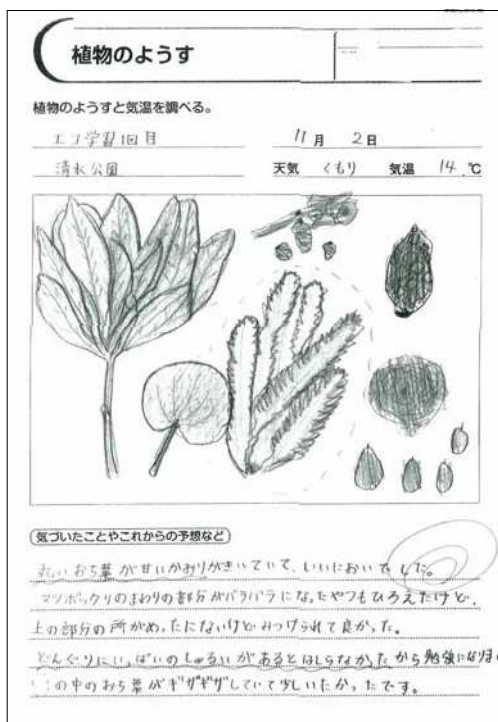 植物のようす
植物のようすと気温を調べる。
エコ学習1回目
11月 2日
清水公園
天気 くもり 気温 14.℃
気づいたことやこれからの予想など
丸いおち葉が甘いかおりがきいていて、いいにおいでした。
マツボックリのまわりの部分がバラバラになったやつもひろえたけど、
上の部分の所がめったにないけどみつけられて良かった。
どんぐりにいっぱいのしゅるいがあるとはしらなかったから勉強になりま
の中のおち葉がギザギザしていて少しいたかったです。